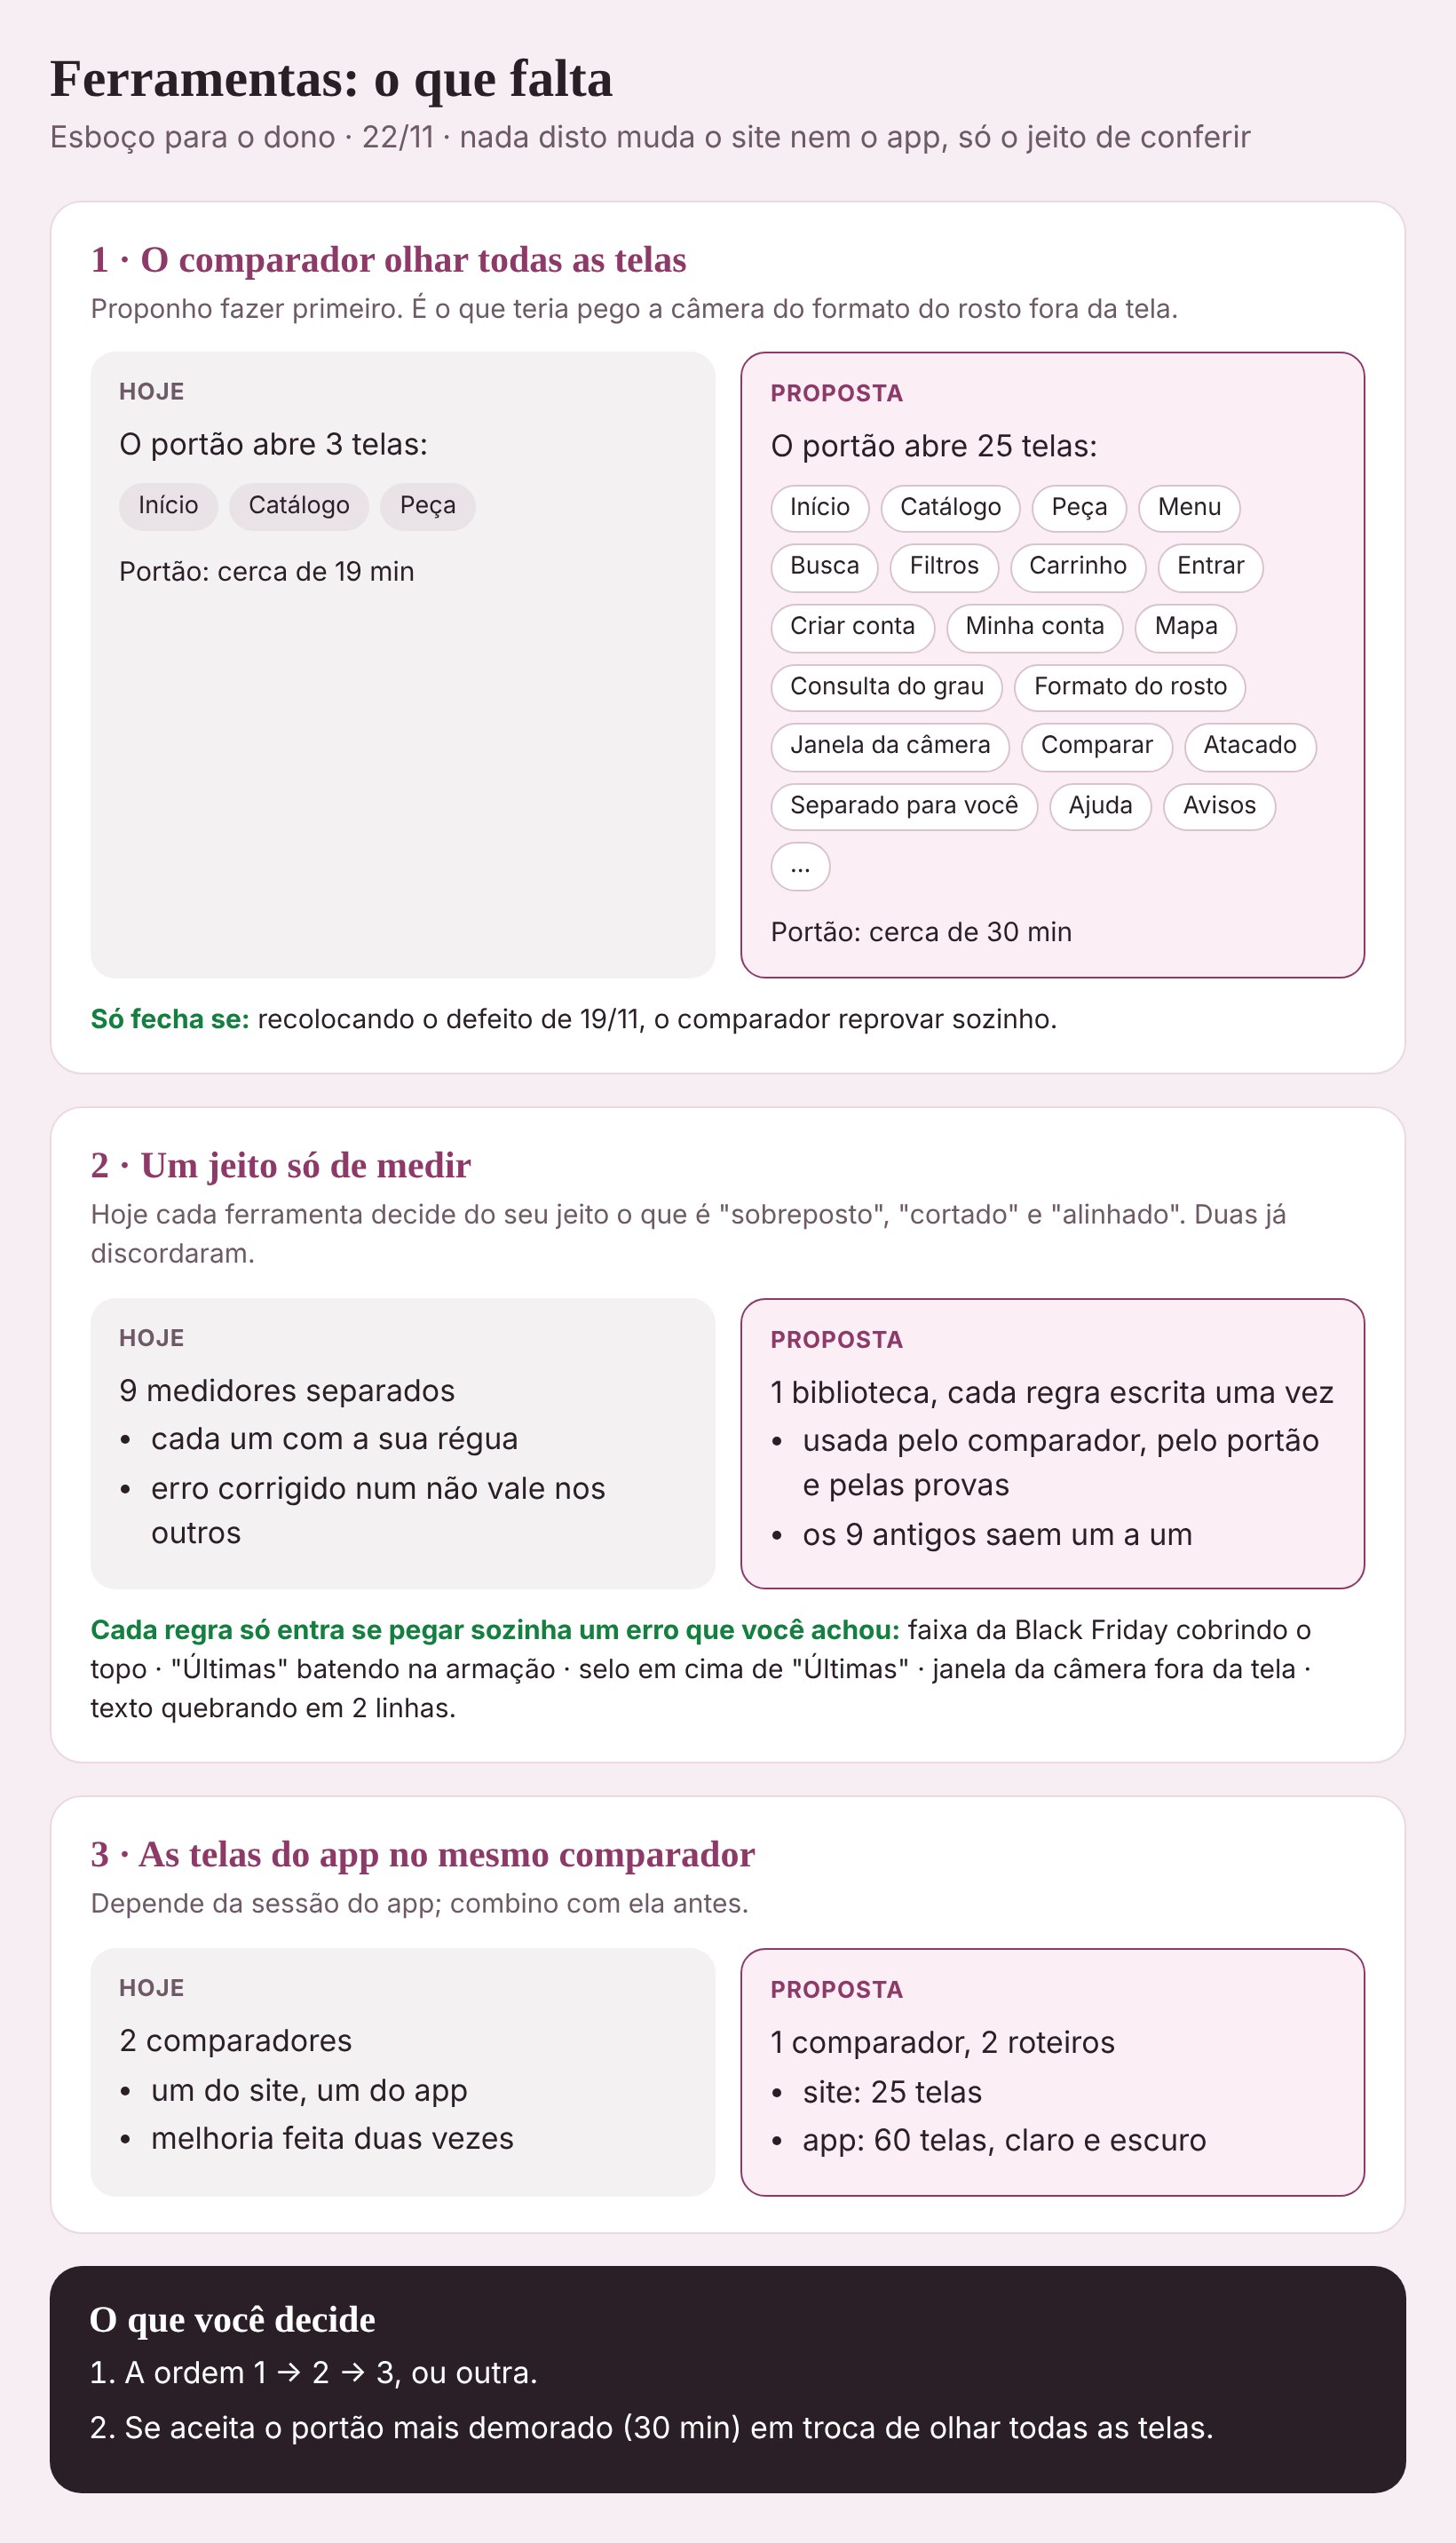 Ferramentas: o que falta
Esboço para o dono · 22/11 · nada disto muda o site nem o app, só o jeito de conferir
1 · O comparador olhar todas as telas
Proponho fazer primeiro. É o que teria pego a câmera do formato do rosto fora da tela.
HOJE
O portão abre 3 telas:
Início Catálogo Peça
Portão: cerca de 19 min
PROPOSTA
O portão abre 25 telas:
Início Catálogo Peça Menu
Busca Filtros Carrinho Entrar
Criar conta Minha conta Mapa
Consulta do grau Formato do rosto
Janela da câmera Comparar Atacado
Separado para você Ajuda Avisos
...
Portão: cerca de 30 min
Só fecha se: recolocando o defeito de 19/11, o comparador reprovar sozinho.
2 · Um jeito só de medir
Hoje cada ferramenta decide do seu jeito o que é "sobreposto", "cortado" e "alinhado". Duas já
discordaram.
HOJE
9 medidores separados
• cada um com a sua régua
• erro corrigido num não vale nos
outros
PROPOSTA
1 biblioteca, cada regra escrita uma vez
• usada pelo comparador, pelo portão
e pelas provas
• os 9 antigos saem um a um
Cada regra só entra se pegar sozinha um erro que você achou: faixa da Black Friday cobrindo o
topo · "Últimas" batendo na armação · selo em cima de "Últimas" · janela da câmera fora da tela ·
texto quebrando em 2 linhas.
3 · As telas do app no mesmo comparador
Depende da sessão do app; combino com ela antes.
HOJE
2 comparadores
• um do site, um do app
• melhoria feita duas vezes
PROPOSTA
1 comparador, 2 roteiros
• site: 25 telas
• app: 60 telas, claro e escuro
O que você decide
1. A ordem 1 → 2 → 3, ou outra.
2. Se aceita o portão mais demorado (30 min) em troca de olhar todas as telas.